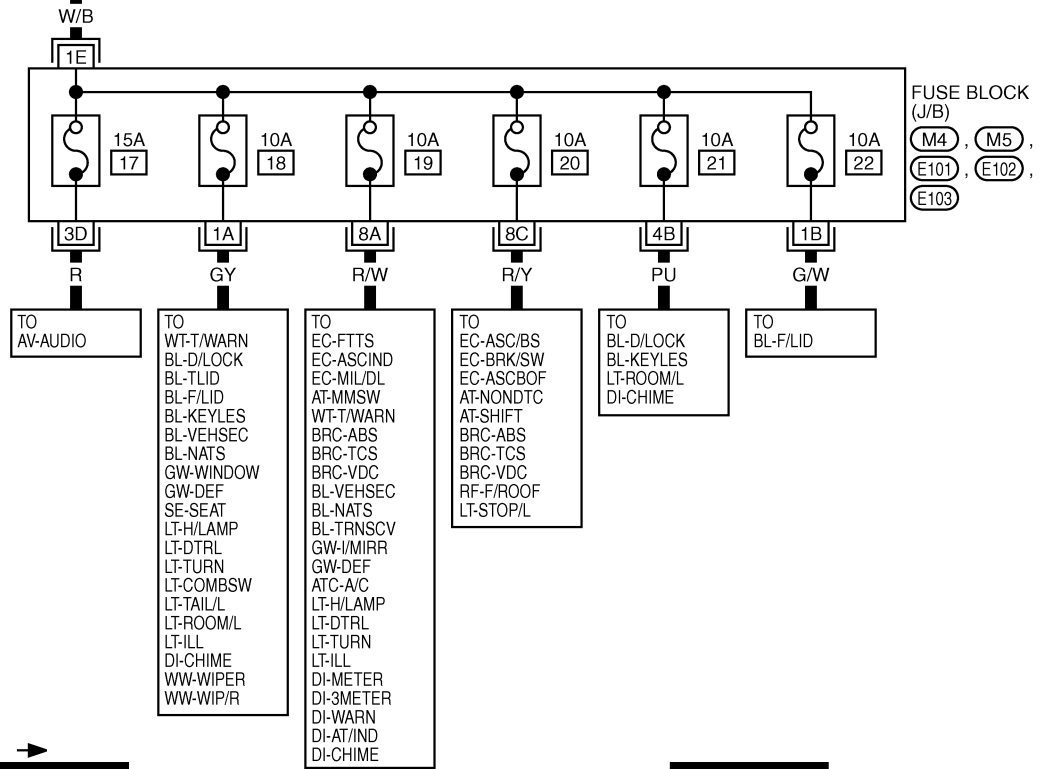 W/B
1E
FUSE BLOCK
(J/B)
M4 , M5 ,
E101 , E102 ,
E103
15A
17
10A
18
10A
19
10A
20
10A
21
10A
22
3D
1A
8A
8C
4B
1B
R
GY
R/W
R/Y
PU
G/W
TO
AV-AUDIO
TO
WT-T/WARN
BL-D/LOCK
BL-TLID
BL-F/LID
BL-KEYLES
BL-VEHSEC
BL-NATS
GW-WINDOW
GW-DEF
SE-SEAT
LT-H/LAMP
LT-DTRL
LT-TURN
LT-COMBSW
LT-TAIL/L
LT-ROOM/L
LT-ILL
DI-CHIME
WW-WIPER
WW-WIP/R
TO
EC-FTTS
EC-ASCIND
EC-MIL/DL
AT-MMSW
WT-T/WARN
BRC-ABS
BRC-TCS
BRC-VDC
BL-VEHSEC
BL-NATS
BL-TRNSCV
GW-I/MIRR
GW-DEF
ATC-A/C
LT-H/LAMP
LT-DTRL
LT-TURN
LT-ILL
DI-METER
DI-3METER
DI-WARN
DI-AT/IND
DI-CHIME
TO
EC-ASC/BS
EC-BRK/SW
EC-ASCBOF
AT-NONDTC
AT-SHIFT
BRC-ABS
BRC-TCS
BRC-VDC
RF-F/ROOF
LT-STOP/L
TO
BL-D/LOCK
BL-KEYLES
LT-ROOM/L
DI-CHIME
TO
BL-F/LID